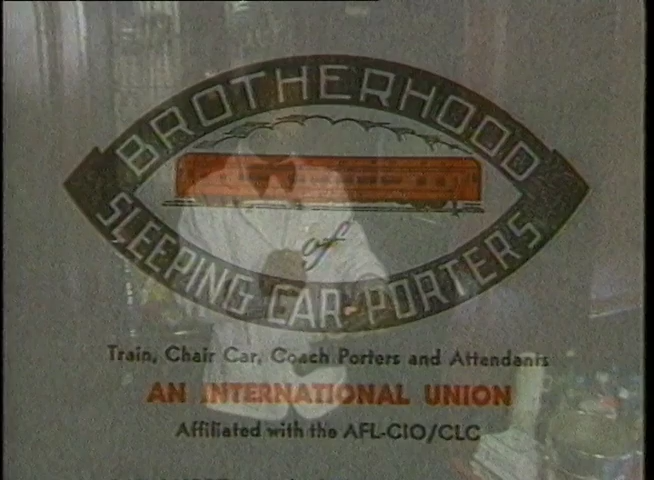 BROTHERHOOD
of
SLEEPING CAR PORTERS
Train, Chair Car, Coach Porters and Attendants
AN INTERNATIONAL UNION
Affiliated with the AFL-CIO/CLC